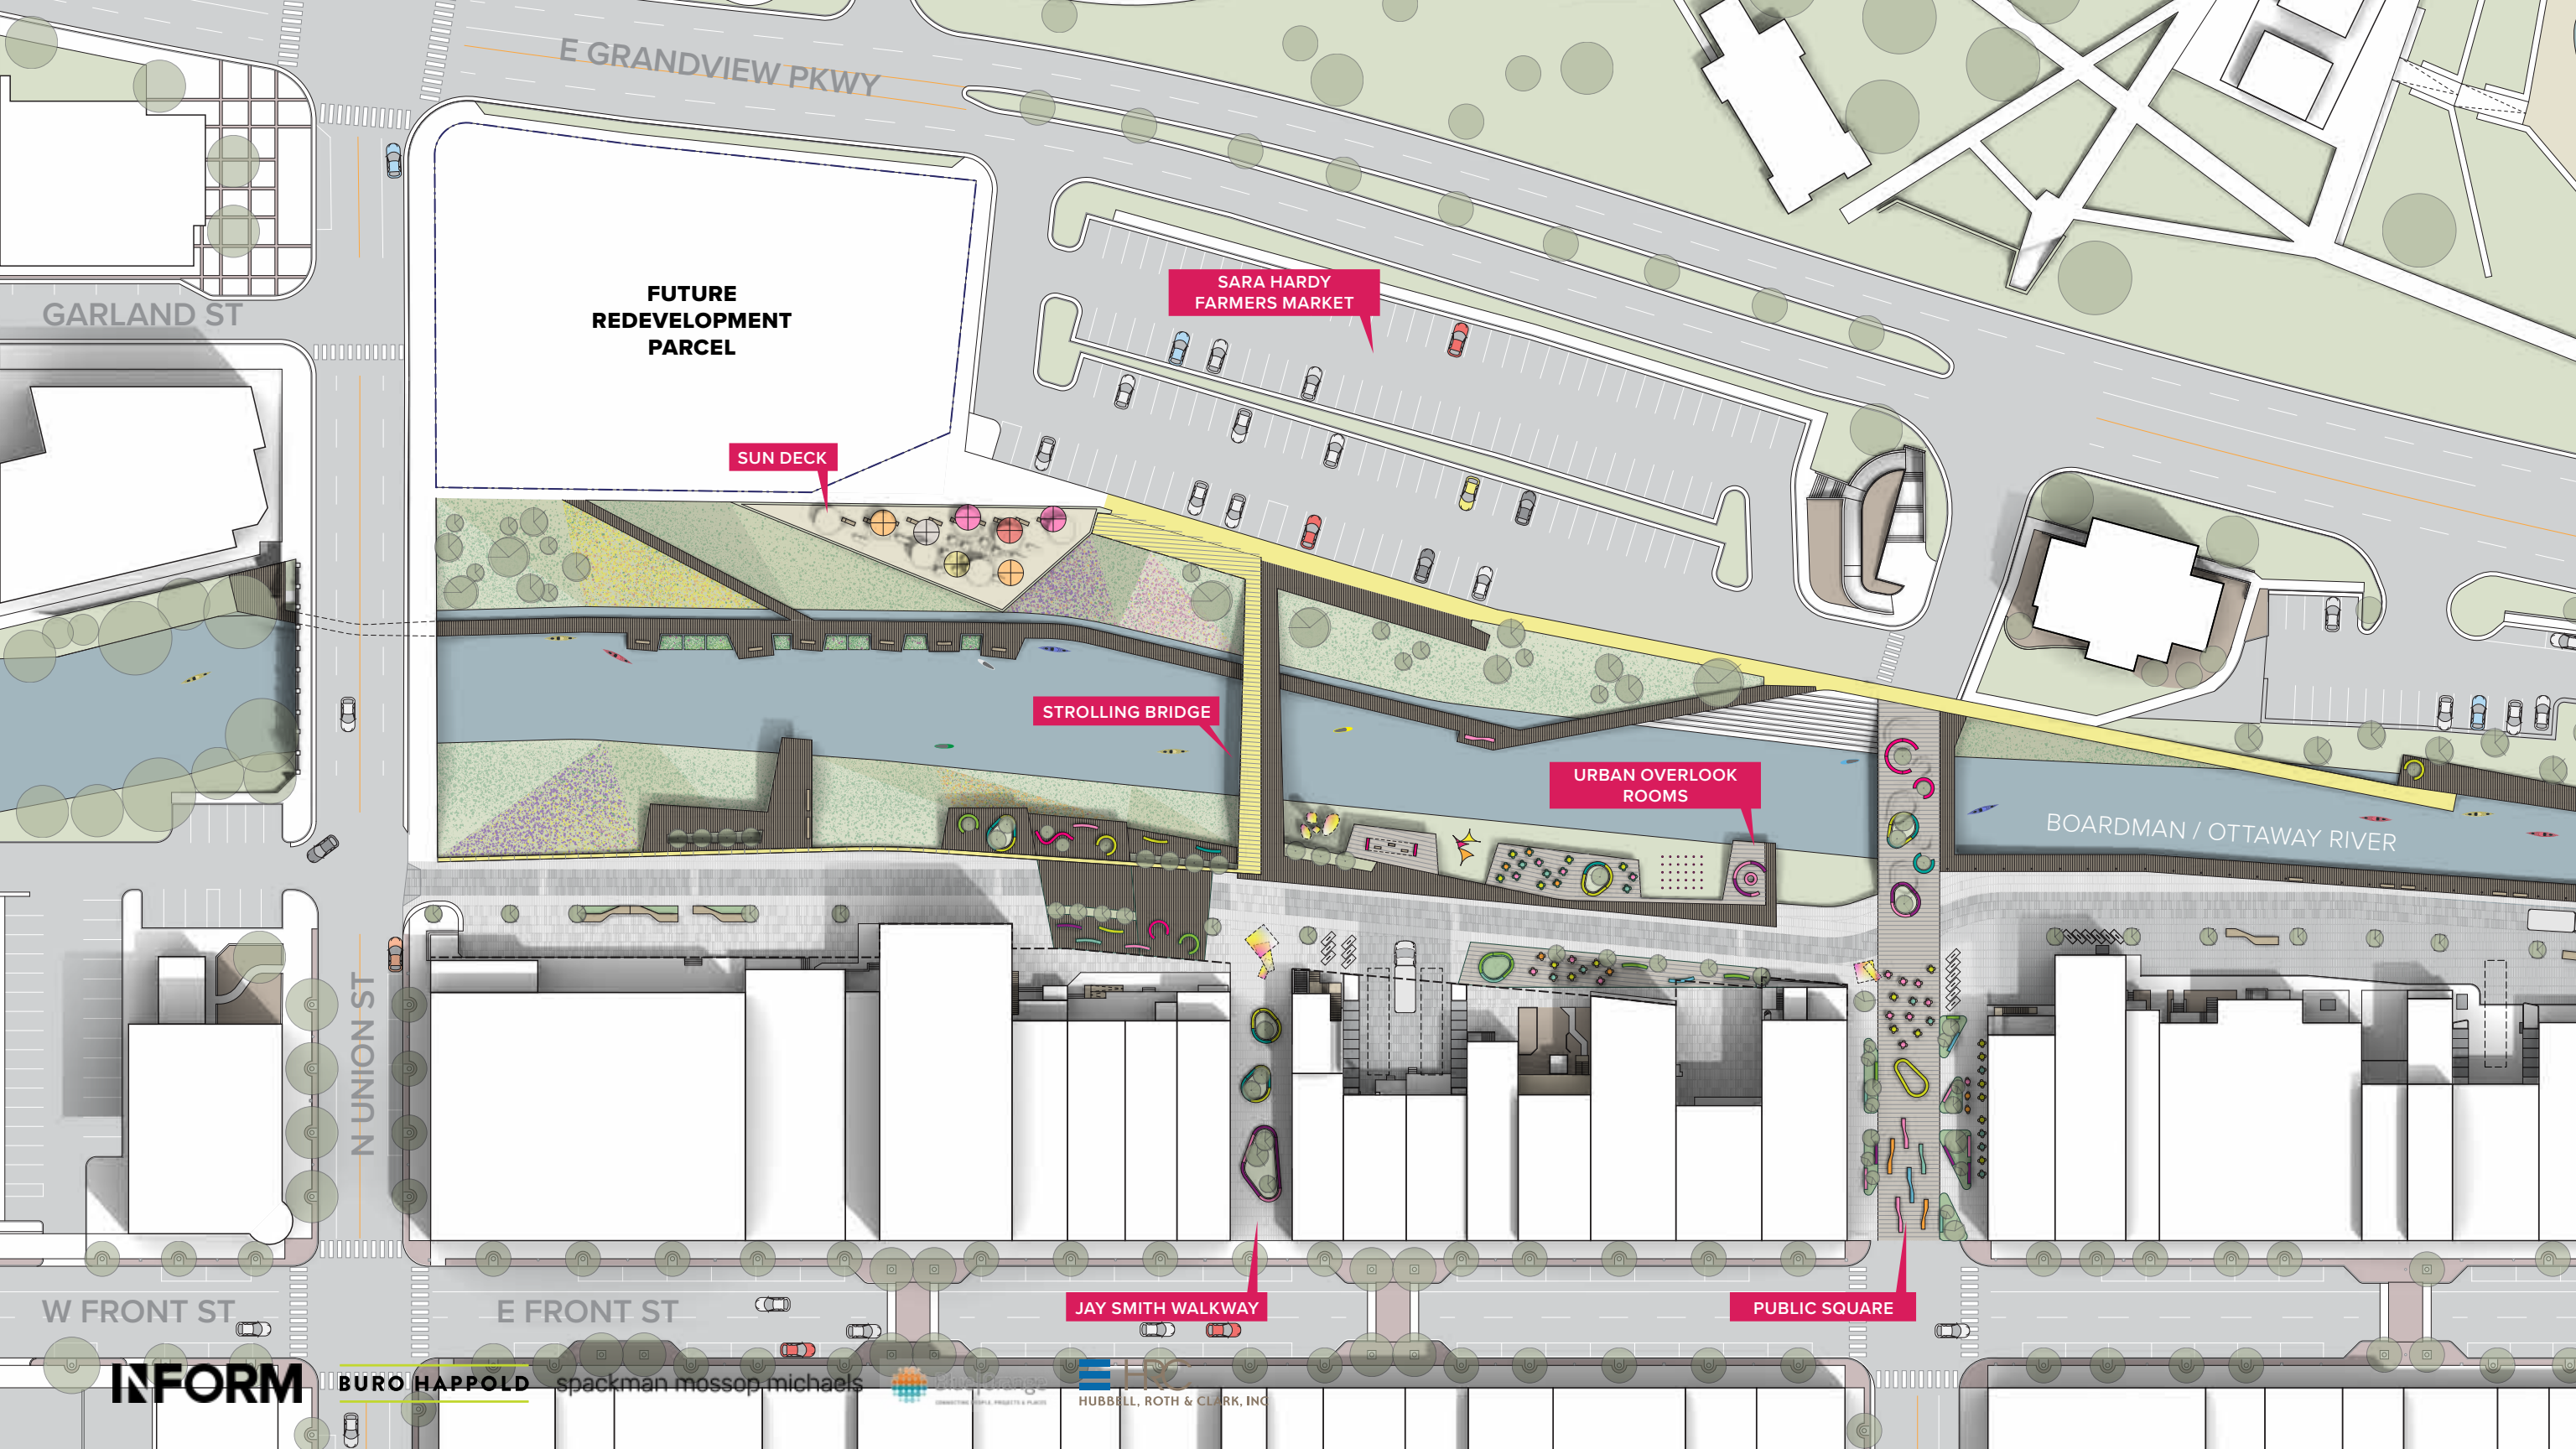 E GRANDVIEW PKWY
SARA HARDY
FARMERS MARKET
FUTURE
REDEVELOPMENT
PARCEL
GARLAND ST
SUN DECK
STROLLING BRIDGE
URBAN OVERLOOK
ROOMS
BOARDMAN / OTTAWAY RIVER
N UNION ST
W FRONT ST
E FRONT ST
JAY SMITH WALKWAY
PUBLIC SQUARE
INFORM
BURO HAPPOLD
spackman mossop michaels
HRC
HUBBELL, ROTH & CLARK, INC